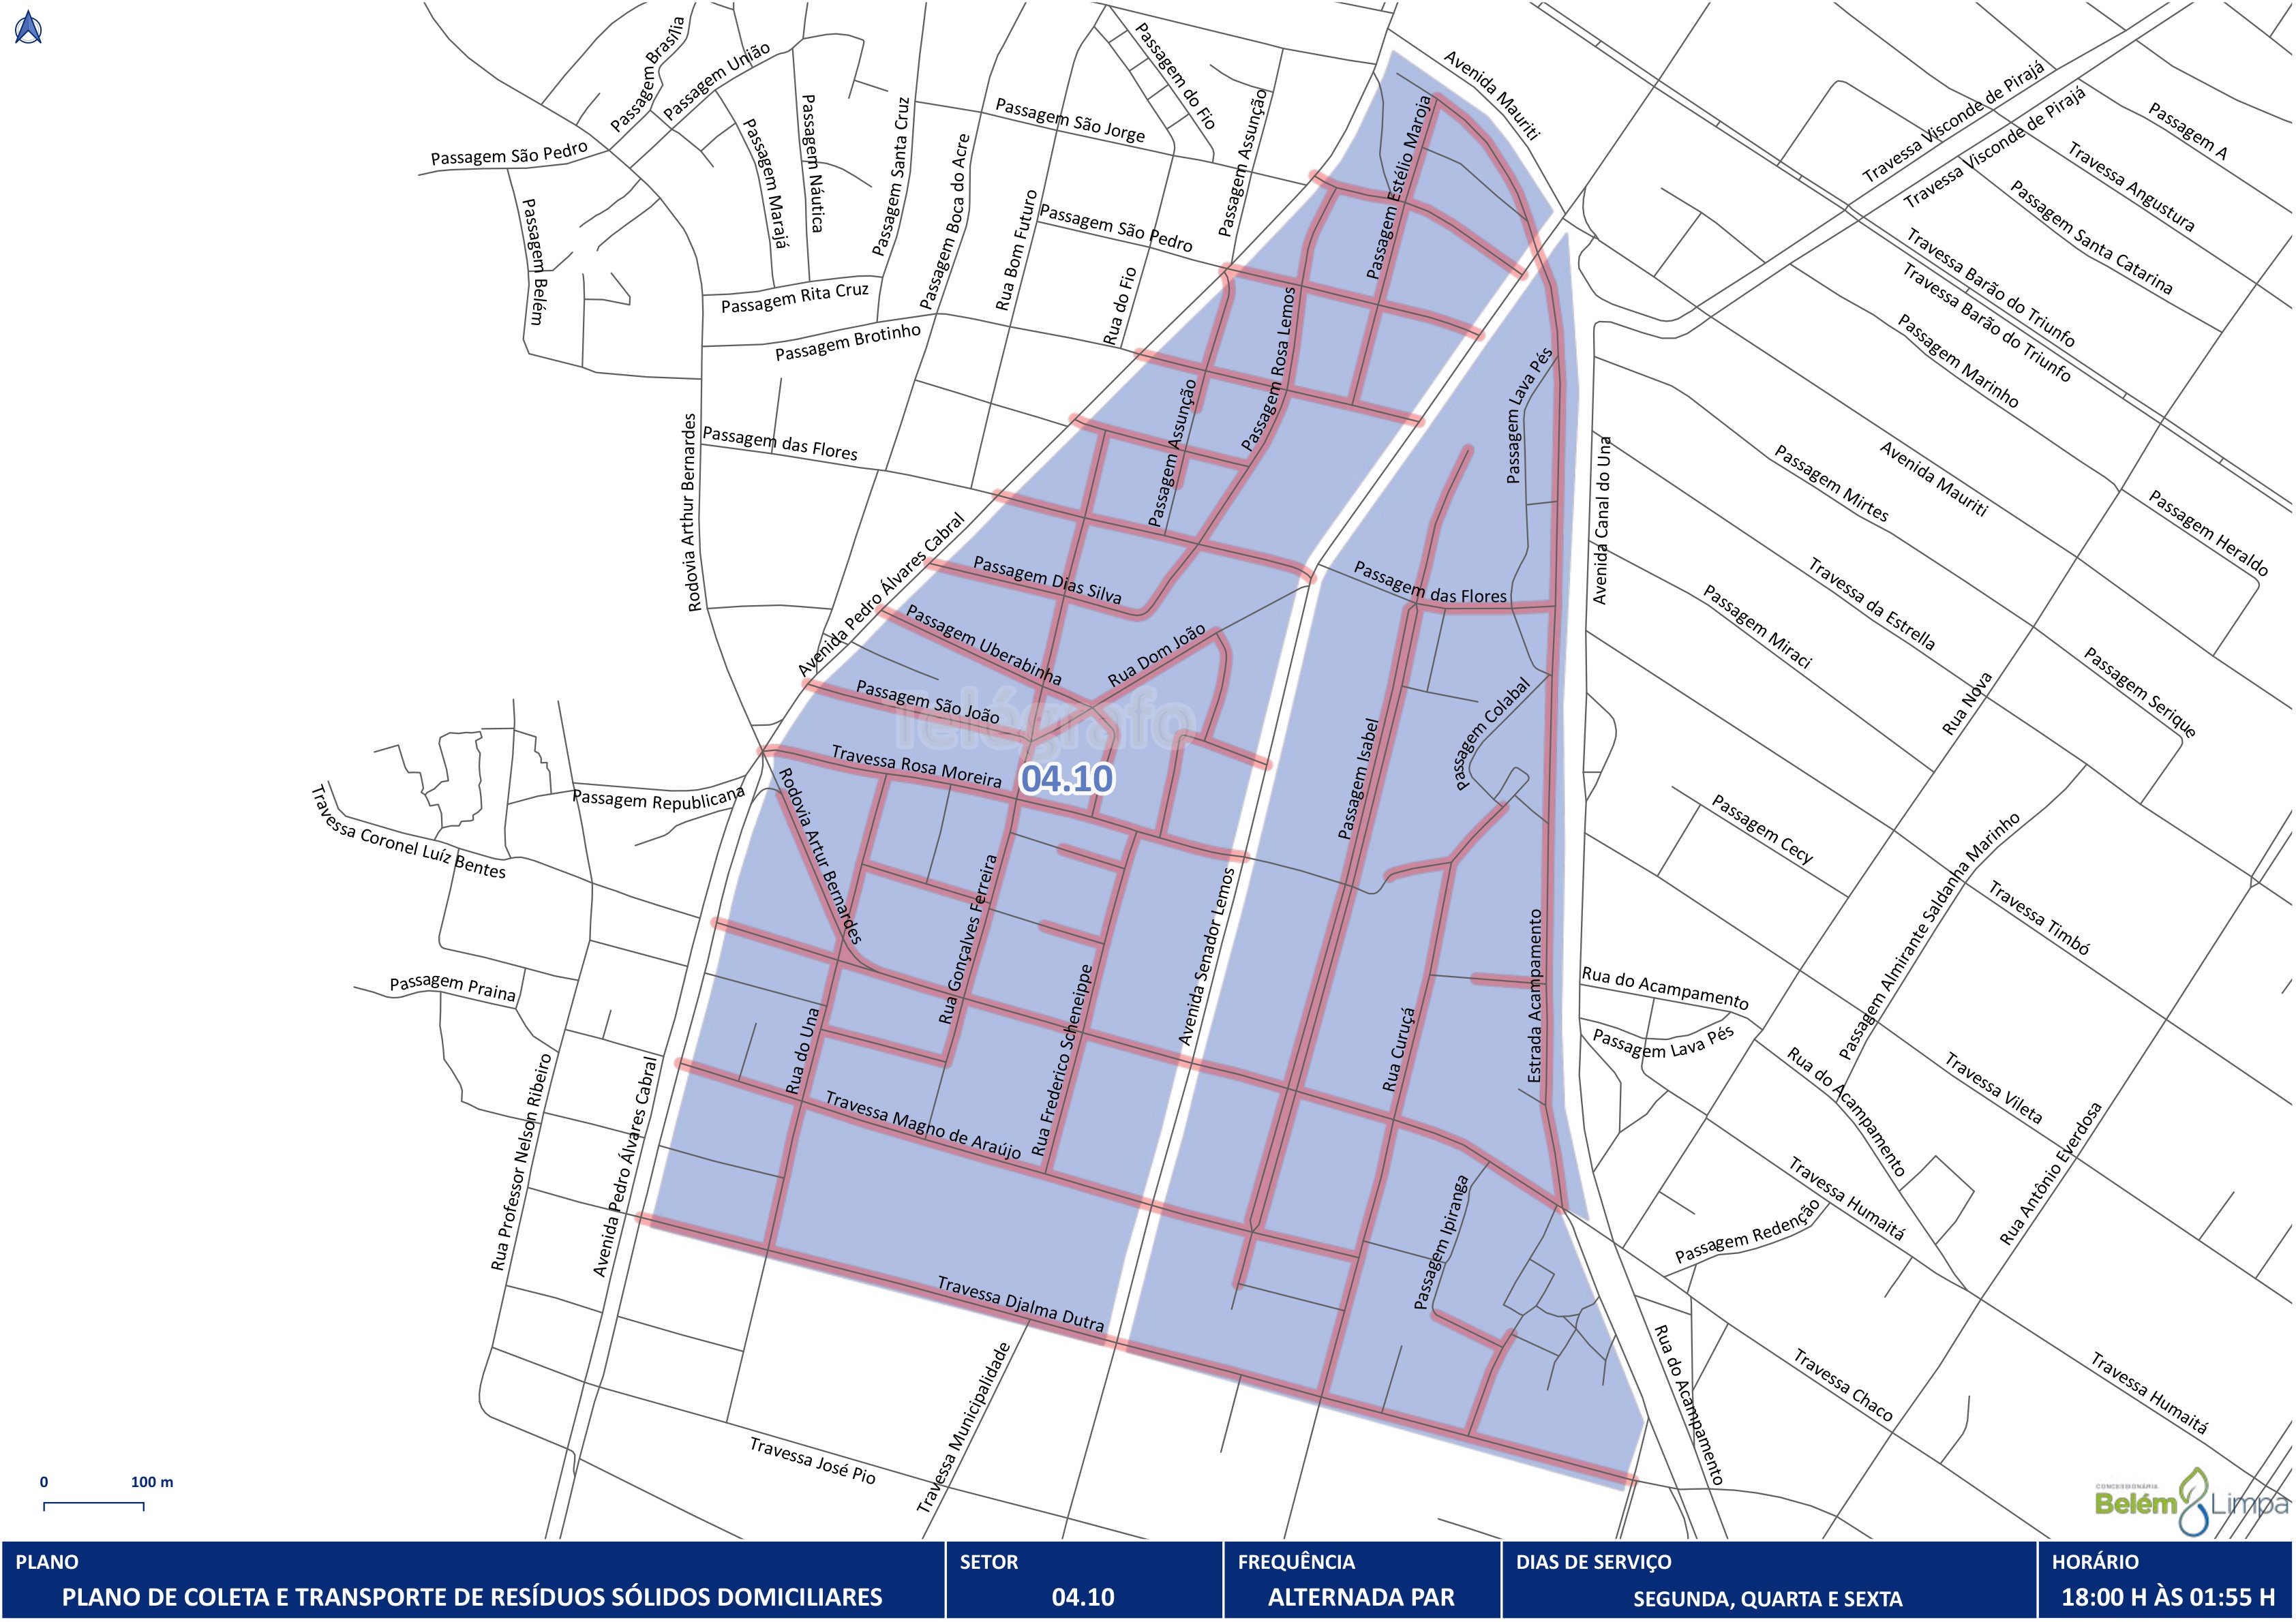 Passagem Brasília
Passagem União
Passagem do Fio
Avenida Mauriti
Passagem São Pedro
Passagem Marajá
Passagem Náutica
Passagem Santa Cruz
Passagem São Jorge
Passagem Assunção
Passagem Estélio Maroja
Travessa Visconde de Pirajá
Travessa Visconde de Pirajá
Passagem A
Travessa Angustura
Passagem Santa Catarina
Passagem Belém
Passagem Boca do Acre
Rua Bom Futuro
Passagem São Pedro
Rua do Fio
Passagem Rita Cruz
Passagem Brotinho
Passagem Rosa Lemos
Passagem Lava Pés
Travessa Barão do Triunfo
Travessa Barão do Triunfo
Passagem Marinho
Passagem Assunção
Rodovia Arthur Bernardes
Passagem das Flores
Avenida Canal do Una
Passagem Mirtes
Avenida Mauriti
Passagem Heraldo
Avenida Pedro Álvares Cabral
Passagem Dias Silva
Passagem das Flores
Travessa da Estrella
Passagem Miraci
Passagem Uberabinha
Rua Dom João
Passagem São João
Telégrafo
Passagem Isabel
Passagem Colabal
Rua Nova
Passagem Serique
Travessa Rosa Moreira
04.10
Passagem Republicana
Travessa Coronel Luíz Bentes
Rodovia Artur Bernardes
Passagem Cecy
Passagem Almirante Saldanha Marinho
Travessa Timbó
Rua Gonçalves Ferreira
Avenida Senador Lemos
Estrada Acampamento
Passagem Praina
Rua do Acampamento
Passagem Lava Pés
Rua do Una
Rua Frederico Scheneippe
Rua Curuçá
Rua do Acampamento
Travessa Vileta
Rua Professor Nelson Ribeiro
Avenida Pedro Álvares Cabral
Travessa Magno de Araújo
Passagem Ipiranga
Travessa Humaitá
Rua Antônio Everdosa
Passagem Redenção
Travessa Djalma Dutra
Travessa Municipalidade
Rua do Acampamento
Travessa Chaco
Travessa Humaitá
Travessa José Pio
0 100 m
CONCESSIONÁRIA
Belém Limpa
PLANO
PLANO DE COLETA E TRANSPORTE DE RESÍDUOS SÓLIDOS DOMICILIARES
SETOR
04.10
FREQUÊNCIA
ALTERNADA PAR
DIAS DE SERVIÇO
SEGUNDA, QUARTA E SEXTA
HORÁRIO
18:00 H ÀS 01:55 H